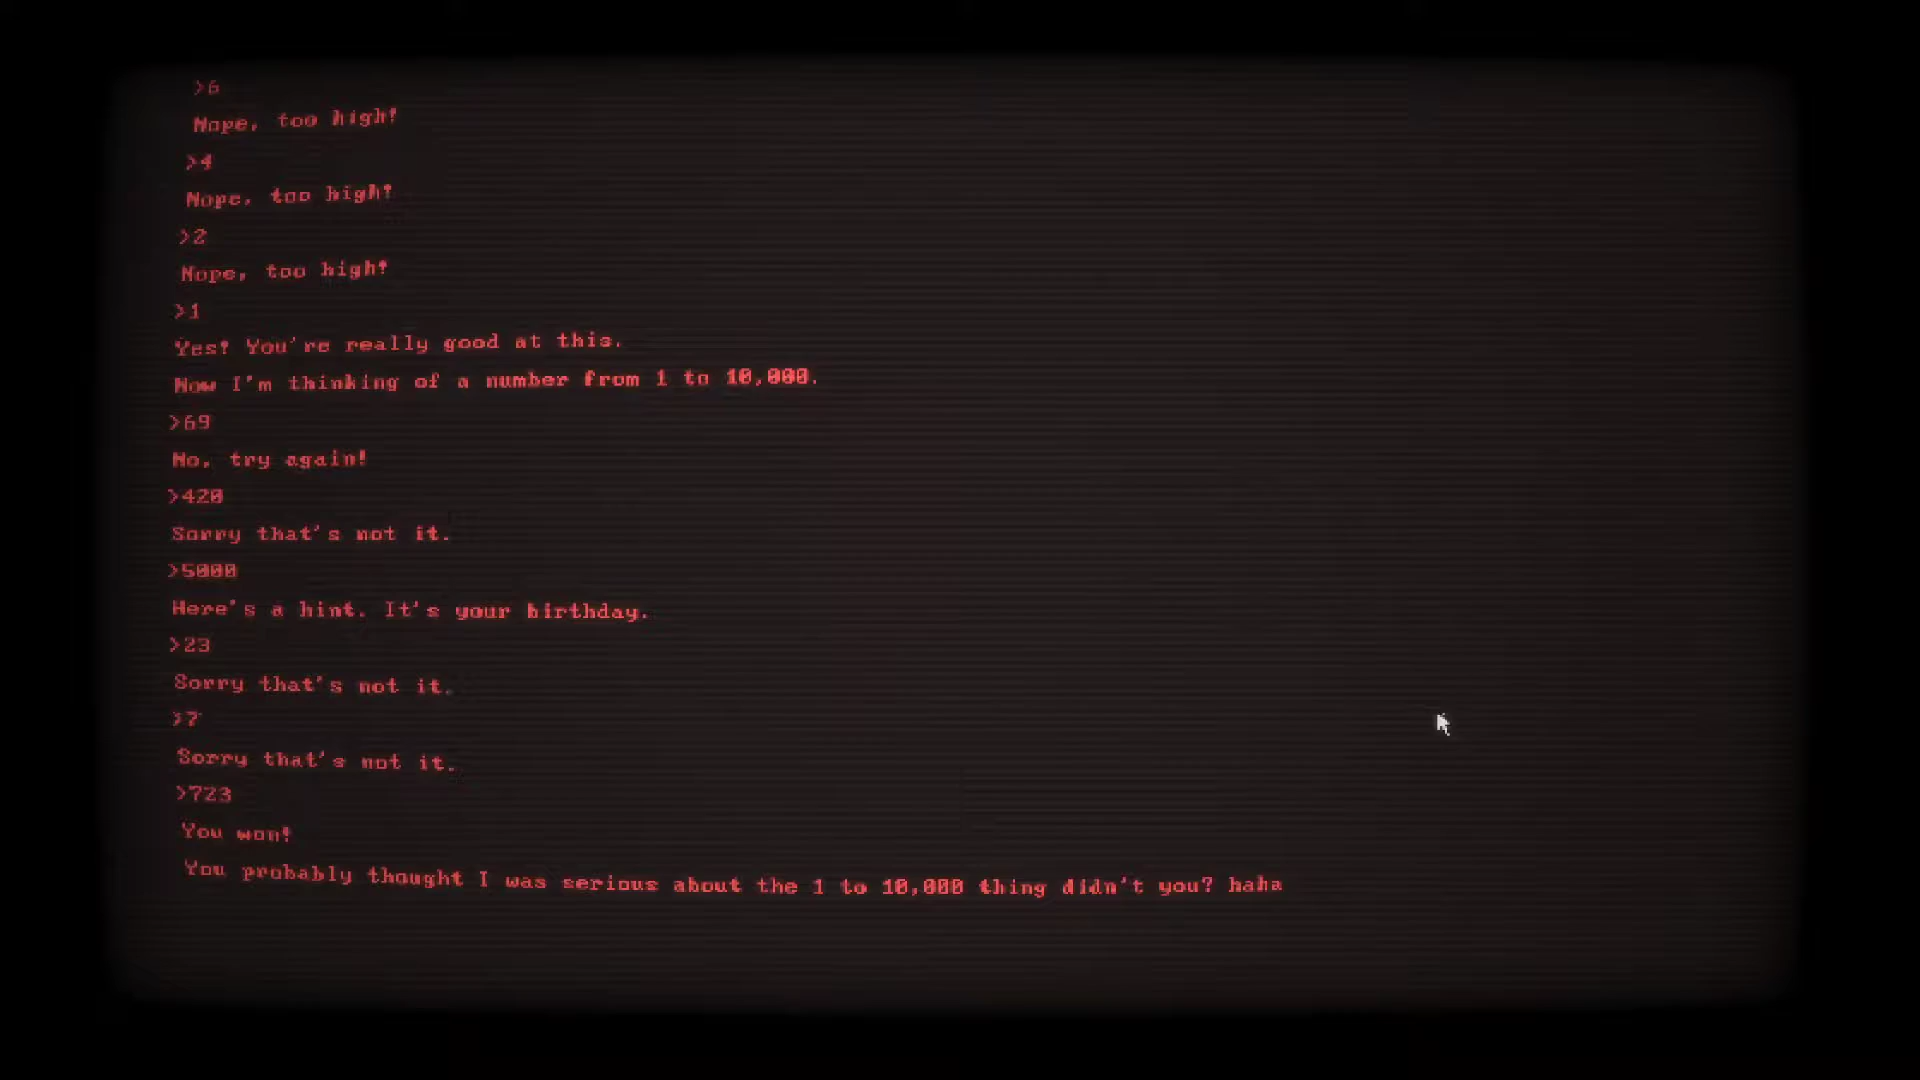 >6
Nope, too high!
>4
Nope, too high!
>2
Nope, too high!
>1
Yes! You're really good at this.
Now I'm thinking of a number from 1 to 10,000.
>69
No, try again!
>420
Sorry that's not it.
>5000
Here's a hint. It's your birthday.
>23
Sorry that's not it.
>7
Sorry that's not it.
>723
You won!
You probably thought I was serious about the 1 to 10,000 thing didn't you? haha